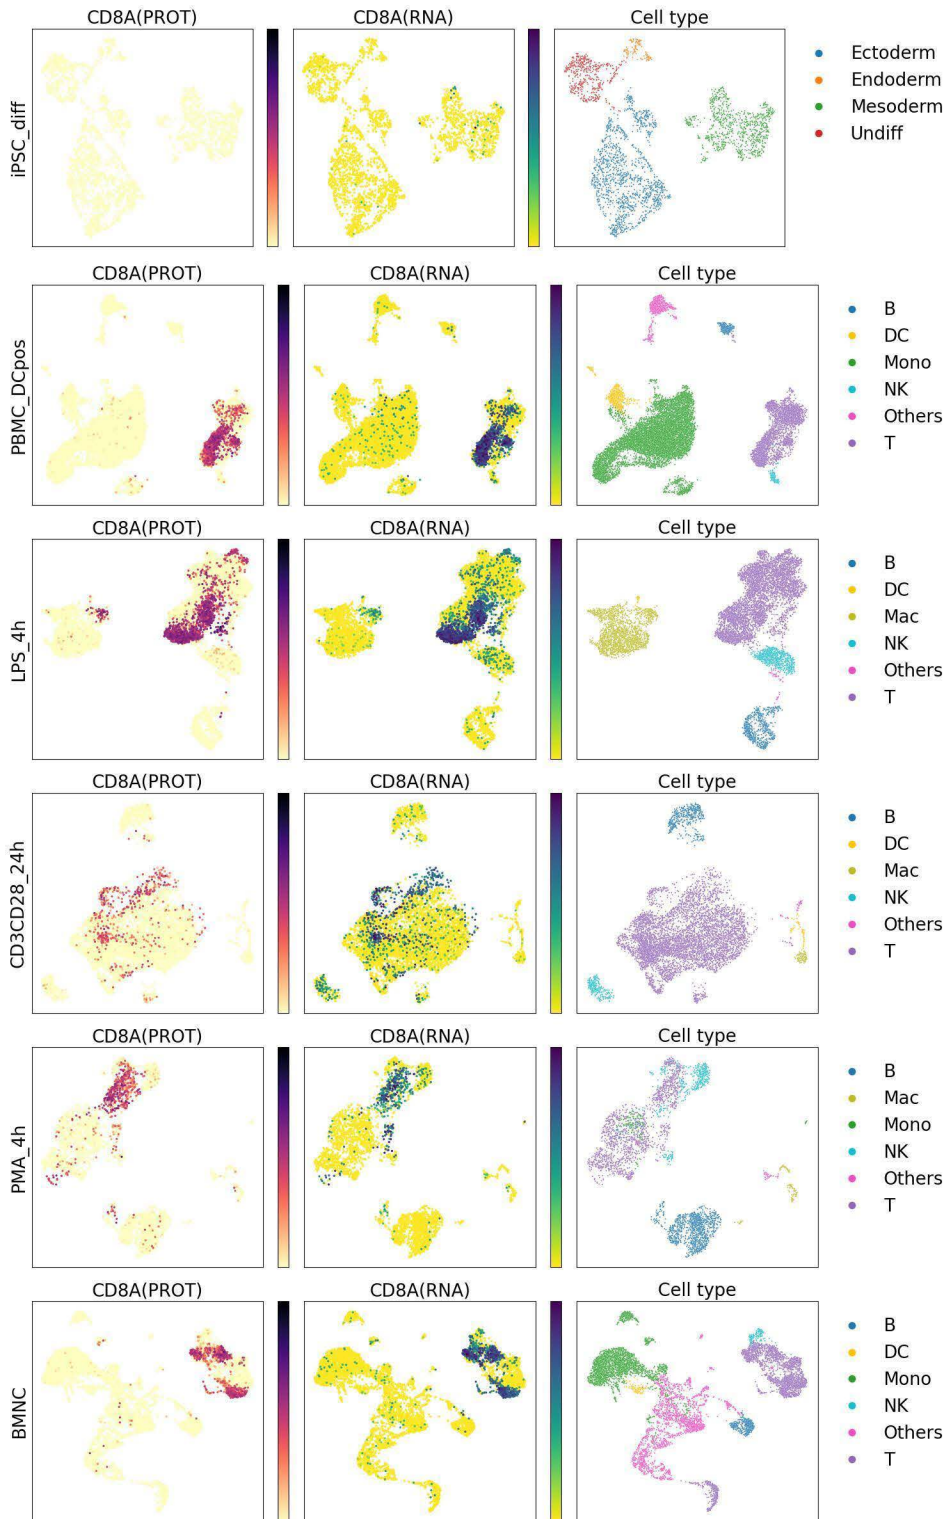 CD8A(PROT) CD8A(RNA) Cell type
iPSC_diff
Ectoderm
Endoderm
Mesoderm
Undiff
CD8A(PROT) CD8A(RNA) Cell type
PBMC_DCpos
B
DC
Mono
NK
Others
T
CD8A(PROT) CD8A(RNA) Cell type
LPS_4h
B
DC
Mac
NK
Others
T
CD8A(PROT) CD8A(RNA) Cell type
CD3CD28_24h
B
DC
Mac
NK
Others
T
CD8A(PROT) CD8A(RNA) Cell type
PMA_4h
B
Mac
Mono
NK
Others
T
CD8A(PROT) CD8A(RNA) Cell type
BMNC
B
DC
Mono
NK
Others
T